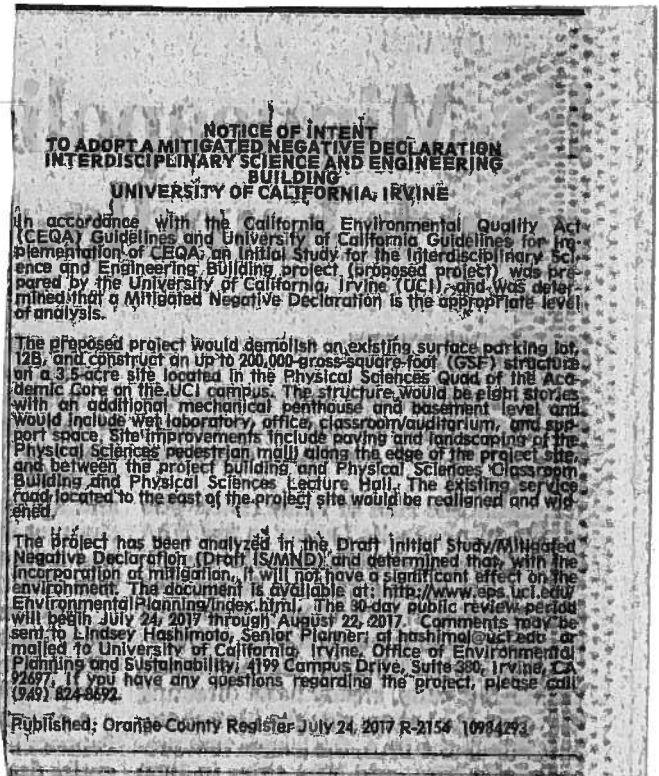 NOTICE OF INTENT
TO ADOPT A MITIGATED NEGATIVE DECLARATION
INTERDISCIPLINARY SCIENCE AND ENGINEERING
BUILDING
UNIVERSITY OF CALIFORNIA, IRVINE
In accordance with the California Environmental Quality Act
(CEQA) Guidelines and University of California Guidelines for Im-
plementation of CEQA, an Initial Study for the Interdisciplinary Sci-
ence and Engineering Building project (proposed project) was pre-
pared by the University of California, Irvine (UCI), and was deter-
mined that a Mitigated Negative Declaration is the appropriate level
of analysis.
The proposed project would demolish an existing surface parking lot,
12B, and construct an up to 200,000-gross-square-foot (GSF) structure
on a 3.5-acre site located in the Physical Sciences Quad of the Aca-
demic Core on the UCI campus. The structure would be eight stories
with an additional mechanical penthouse and basement level and
would include wet laboratory, office, classroom/auditorium, and sup-
port space. Site improvements include paving and landscaping of the
Physical Sciences pedestrian mall along the edge of the project site,
and between the project building and Physical Sciences Classroom
Building and Physical Sciences Lecture Hall. The existing service
road located to the east of the project site would be realigned and wid-
ened.
The project has been analyzed in the Draft Initial Study/Mitigated
Negative Declaration (Draft IS/MND) and determined that, with the
incorporation of mitigation, it will not have a significant effect on the
environment. The document is available at: http://www.eps.uci.edu/
EnvironmentalPlanning/index.html. The 30-day public review period
will begin July 24, 2017 through August 22, 2017. Comments may be
sent to Lindsey Hashimoto, Senior Planner, at hashimol@uci.edu or
mailed to University of California, Irvine, Office of Environmental
Planning and Sustainability, 4199 Campus Drive, Suite 380, Irvine, CA
92697. If you have any questions regarding the project, please call
(949) 824-8692.
Published: Orange County Register July 24, 2017 R-2154 10984293